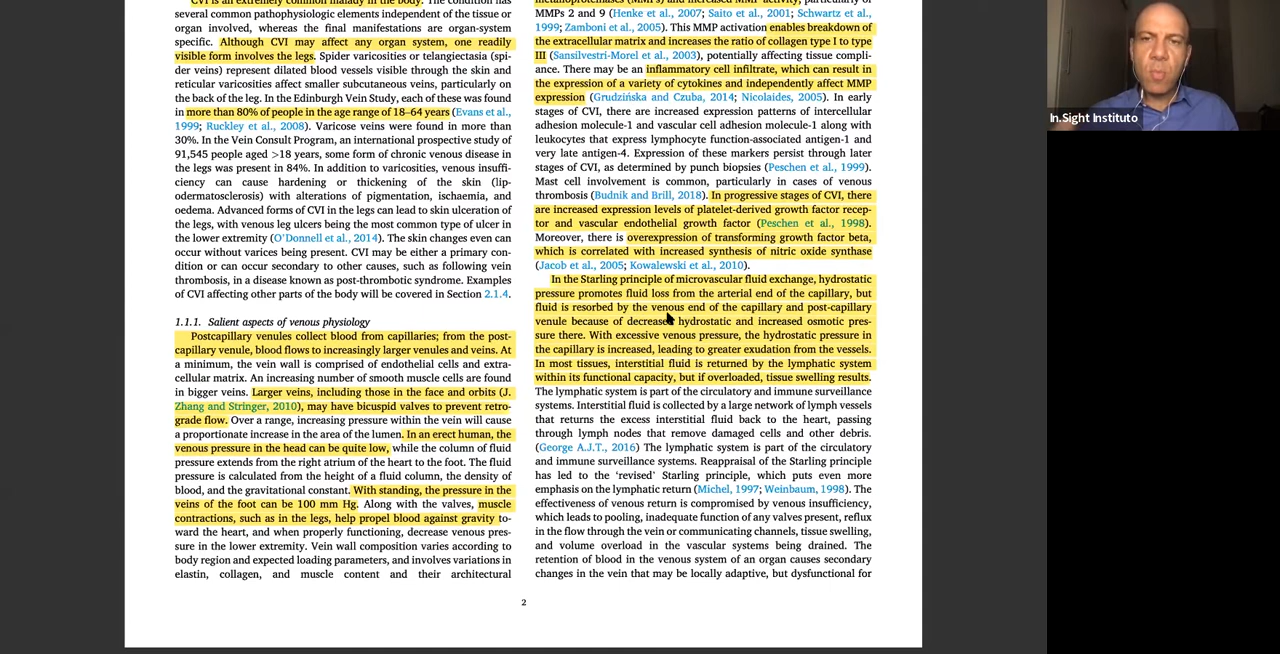 CVI is an extremely common malady in the body. The condition has
several common pathophysiologic elements independent of the tissue or
organ involved, whereas the final manifestations are organ-system
specific. Although CVI may affect any organ system, one readily
visible form involves the legs. Spider varicosities or telangiectasia (spi-
der veins) represent dilated blood vessels visible through the skin and
reticular varicosities affect smaller subcutaneous veins, particularly on
the back of the leg. In the Edinburgh Vein Study, each of these was found
in more than 80% of people in the age range of 18–64 years (Evans et al.,
1999; Ruckley et al., 2008). Varicose veins were found in more than
30%. In the Vein Consult Program, an international prospective study of
91,545 people aged >18 years, some form of chronic venous disease in
the legs was present in 84%. In addition to varicosities, venous insuffi-
ciency can cause hardening or thickening of the skin (lip-
odermatosclerosis) with alterations of pigmentation, ischaemia, and
oedema. Advanced forms of CVI in the legs can lead to skin ulceration of
the legs, with venous leg ulcers being the most common type of ulcer in
the lower extremity (O'Donnell et al., 2014). The skin changes even can
occur without varices being present. CVI may be either a primary con-
dition or can occur secondary to other causes, such as following vein
thrombosis, in a disease known as post-thrombotic syndrome. Examples
of CVI affecting other parts of the body will be covered in Section 2.1.4.
1.1.1. Salient aspects of venous physiology
Postcapillary venules collect blood from capillaries; from the post-
capillary venule, blood flows to increasingly larger venules and veins. At
a minimum, the vein wall is comprised of endothelial cells and extra-
cellular matrix. An increasing number of smooth muscle cells are found
in bigger veins. Larger veins, including those in the face and orbits (J.
Zhang and Stringer, 2010), may have bicuspid valves to prevent retro-
grade flow. Over a range, increasing pressure within the vein will cause
a proportionate increase in the area of the lumen. In an erect human, the
venous pressure in the head can be quite low, while the column of fluid
pressure extends from the right atrium of the heart to the foot. The fluid
pressure is calculated from the height of a fluid column, the density of
blood, and the gravitational constant. With standing, the pressure in the
veins of the foot can be 100 mm Hg. Along with the valves, muscle
contractions, such as in the legs, help propel blood against gravity to-
ward the heart, and when properly functioning, decrease venous pres-
sure in the lower extremity. Vein wall composition varies according to
body region and expected loading parameters, and involves variations in
elastin, collagen, and muscle content and their architectural
metalloproteinases (MMPs) and increased MMP activity, particularly of
MMPs 2 and 9 (Henke et al., 2007; Saito et al., 2001; Schwartz et al.,
1999; Zamboni et al., 2005). This MMP activation enables breakdown of
the extracellular matrix and increases the ratio of collagen type I to type
III (Sansilvestri-Morel et al., 2003), potentially affecting tissue compli-
ance. There may be an inflammatory cell infiltrate, which can result in
the expression of a variety of cytokines and independently affect MMP
expression (Grudzińska and Czuba, 2014; Nicolaides, 2005). In early
stages of CVI, there are increased expression patterns of intercellular
adhesion molecule-1 and vascular cell adhesion molecule-1 along with
leukotes that express lymphocyte function-associated antigen-1 and
very late antigen-4. Expression of these markers persist through later
stages of CVI, as determined by punch biopsies (Peschen et al., 1999).
Mast cell involvement is common, particularly in cases of venous
thrombosis (Budnik and Brill, 2018). In progressive stages of CVI, there
are increased expression levels of platelet-derived growth factor recep-
tor and vascular endothelial growth factor (Peschen et al., 1998).
Moreover, there is overexpression of transforming growth factor beta,
which is correlated with increased synthesis of nitric oxide synthase
(Jacob et al., 2005; Kowalewski et al., 2010).
In the Starling principle of microvascular fluid exchange, hydrostatic
pressure promotes fluid loss from the arterial end of the capillary, but
fluid is resorbed by the venous end of the capillary and post-capillary
venule because of decreased hydrostatic and increased osmotic pres-
sure there. With excessive venous pressure, the hydrostatic pressure in
the capillary is increased, leading to greater exudation from the vessels.
In most tissues, interstitial fluid is returned by the lymphatic system
within its functional capacity, but if overloaded, tissue swelling results.
The lymphatic system is part of the circulatory and immune surveillance
systems. Interstitial fluid is collected by a large network of lymph vessels
that returns the excess interstitial fluid back to the heart, passing
through lymph nodes that remove damaged cells and other debris.
(George A.J.T., 2016) The lymphatic system is part of the circulatory
and immune surveillance systems. Reappraisal of the Starling principle
has led to the 'revised' Starling principle, which puts even more
emphasis on the lymphatic return (Michel, 1997; Weinbaum, 1998). The
effectiveness of venous return is compromised by venous insufficiency,
which leads to pooling, inadequate function of any valves present, reflux
in the flow through the vein or communicating channels, tissue swelling,
and volume overload in the vascular systems being drained. The
retention of blood in the venous system of an organ causes secondary
changes in the vein that may be locally adaptive, but dysfunctional for
2
In.Sight Instituto